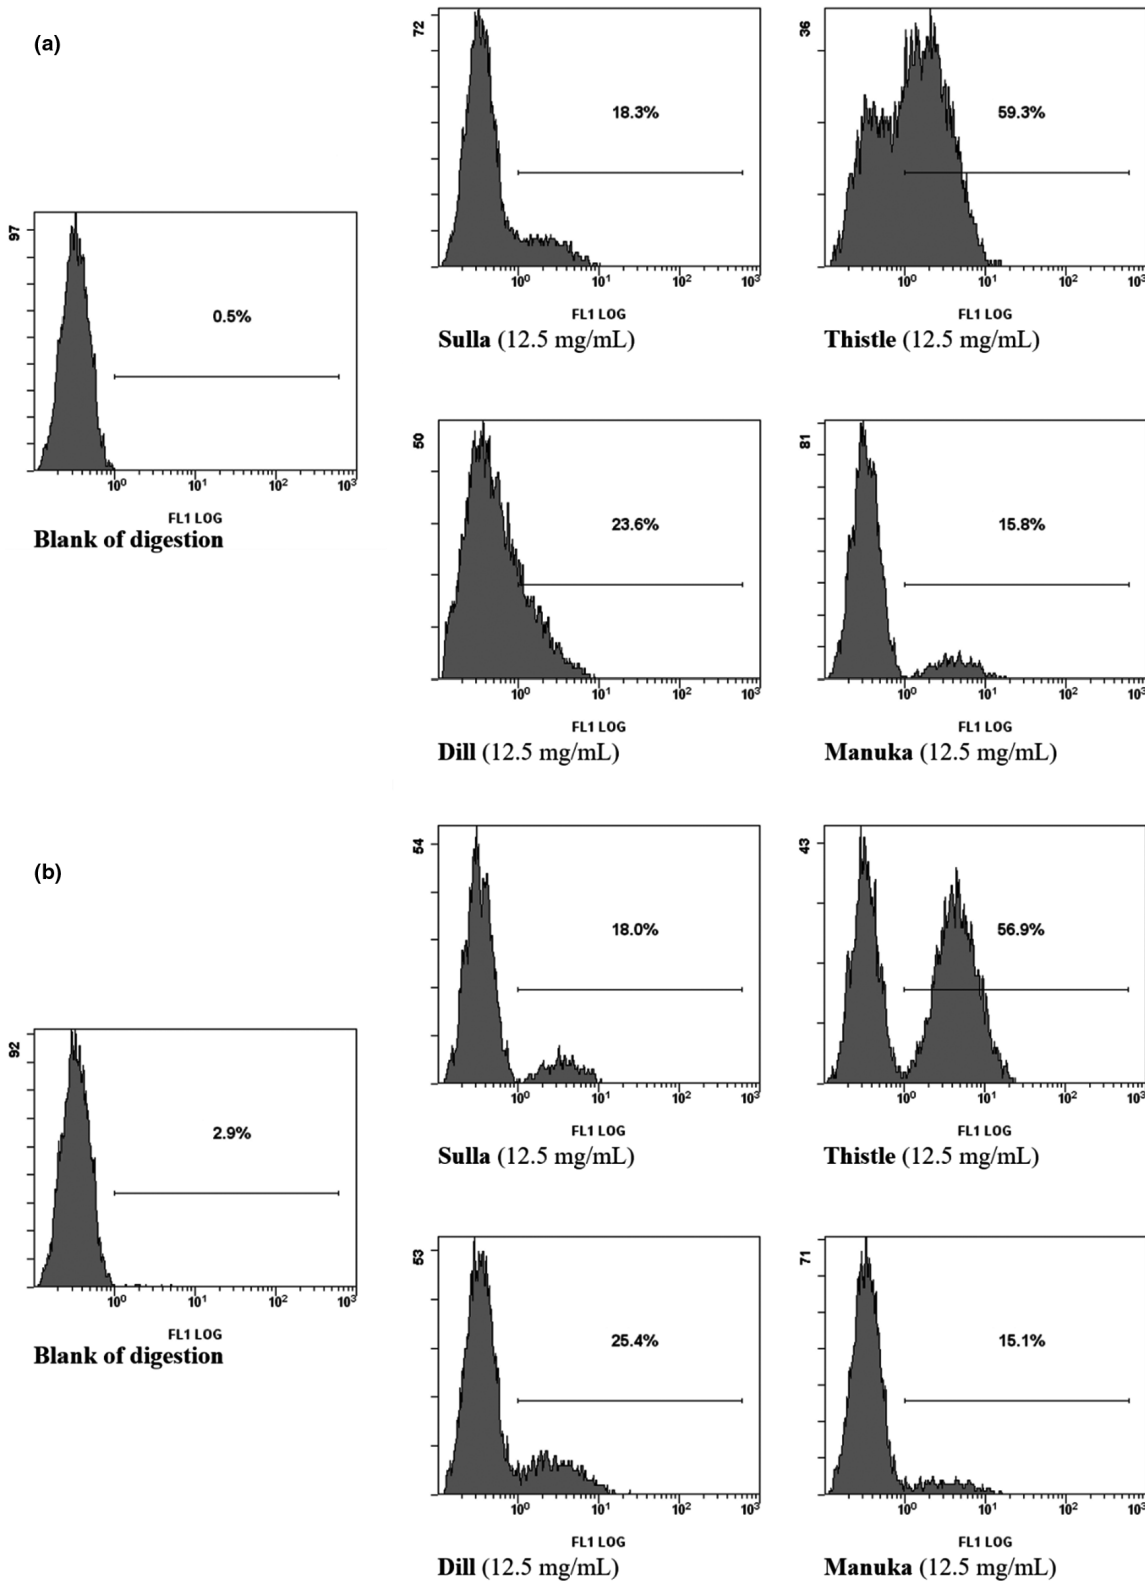 (a)
97
0.5%
10⁰ 10¹ 10² 10³
FL1 LOG
Blank of digestion
72
18.3%
10⁰ 10¹ 10² 10³
FL1 LOG
Sulla (12.5 mg/mL)
36
59.3%
10⁰ 10¹ 10² 10³
FL1 LOG
Thistle (12.5 mg/mL)
50
23.6%
10⁰ 10¹ 10² 10³
FL1 LOG
Dill (12.5 mg/mL)
81
15.8%
10⁰ 10¹ 10² 10³
FL1 LOG
Manuka (12.5 mg/mL)
(b)
92
2.9%
10⁰ 10¹ 10² 10³
FL1 LOG
Blank of digestion
54
18.0%
10⁰ 10¹ 10² 10³
FL1 LOG
Sulla (12.5 mg/mL)
43
56.9%
10⁰ 10¹ 10² 10³
FL1 LOG
Thistle (12.5 mg/mL)
53
25.4%
10⁰ 10¹ 10² 10³
FL1 LOG
Dill (12.5 mg/mL)
71
15.1%
10⁰ 10¹ 10² 10³
FL1 LOG
Manuka (12.5 mg/mL)